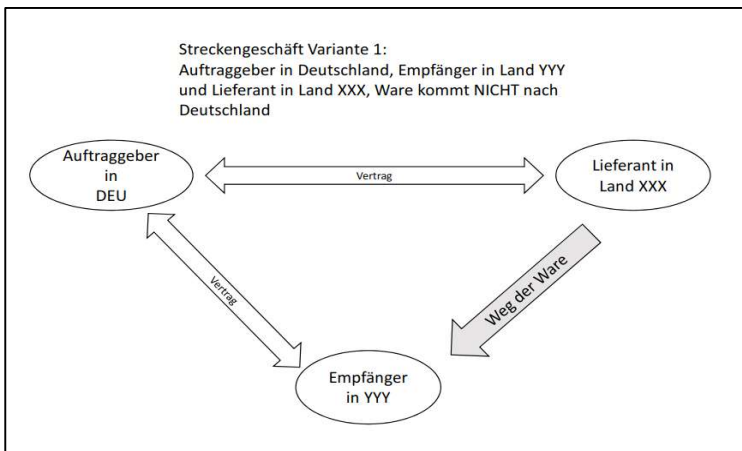 Streckengeschäft Variante 1:
Auftraggeber in Deutschland, Empfänger in Land YYY
und Lieferant in Land XXX, Ware kommt NICHT nach
Deutschland
Auftraggeber
in
DEU
Vertrag
Lieferant in
Land XXX
Vertrag
Weg der Ware
Empfänger
in YYY